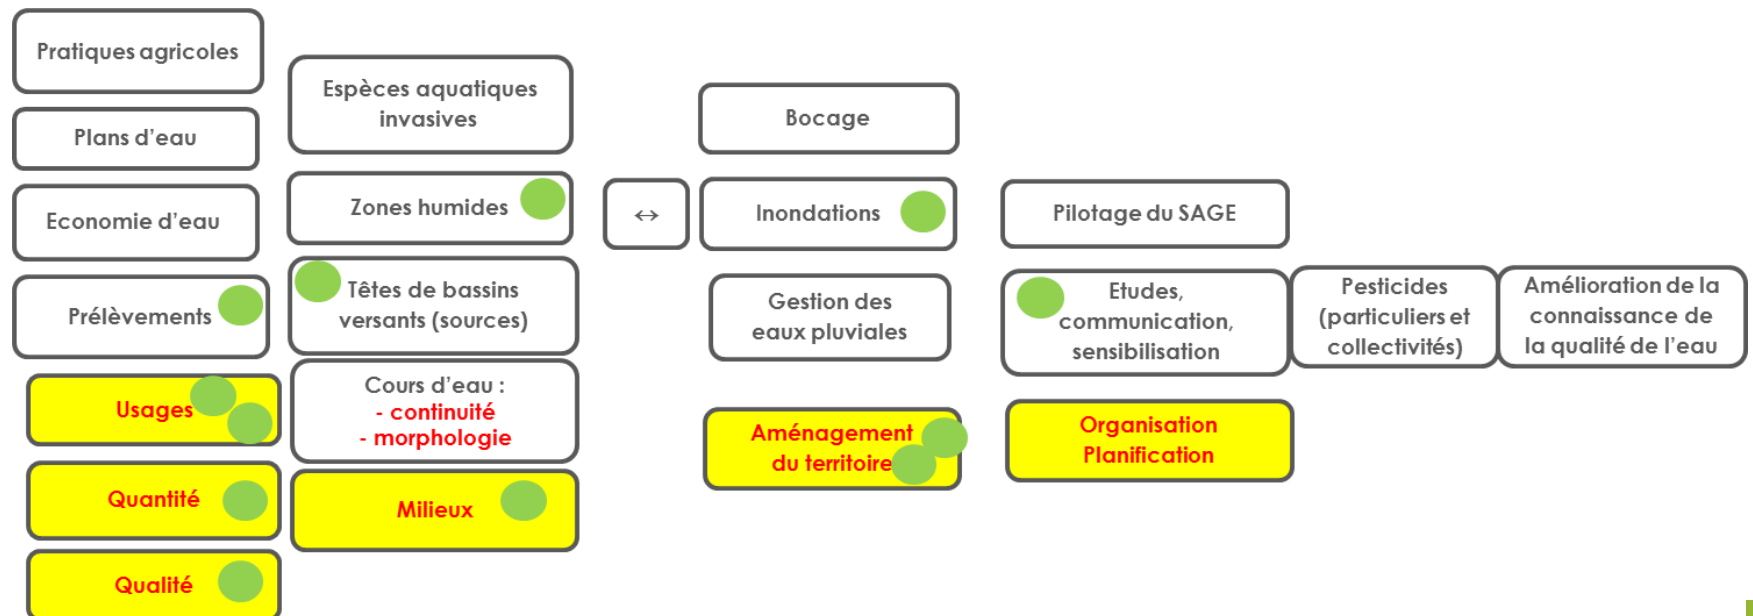 Pratiques agricoles
Plans d’eau
Economie d’eau
Prélèvements
Usages
Quantité
Qualité
Espèces aquatiques
invasives
Zones humides
Têtes de bassins
versants (sources)
Cours d’eau :
- continuité
- morphologie
Milieux
↔
Bocage
Inondations
Gestion des
eaux pluviales
Aménagement
du territoire
Pilotage du SAGE
Etudes,
communication,
sensibilisation
Organisation
Planification
Pesticides
(particuliers et
collectivités)
Amélioration de la
connaissance de
la qualité de l’eau